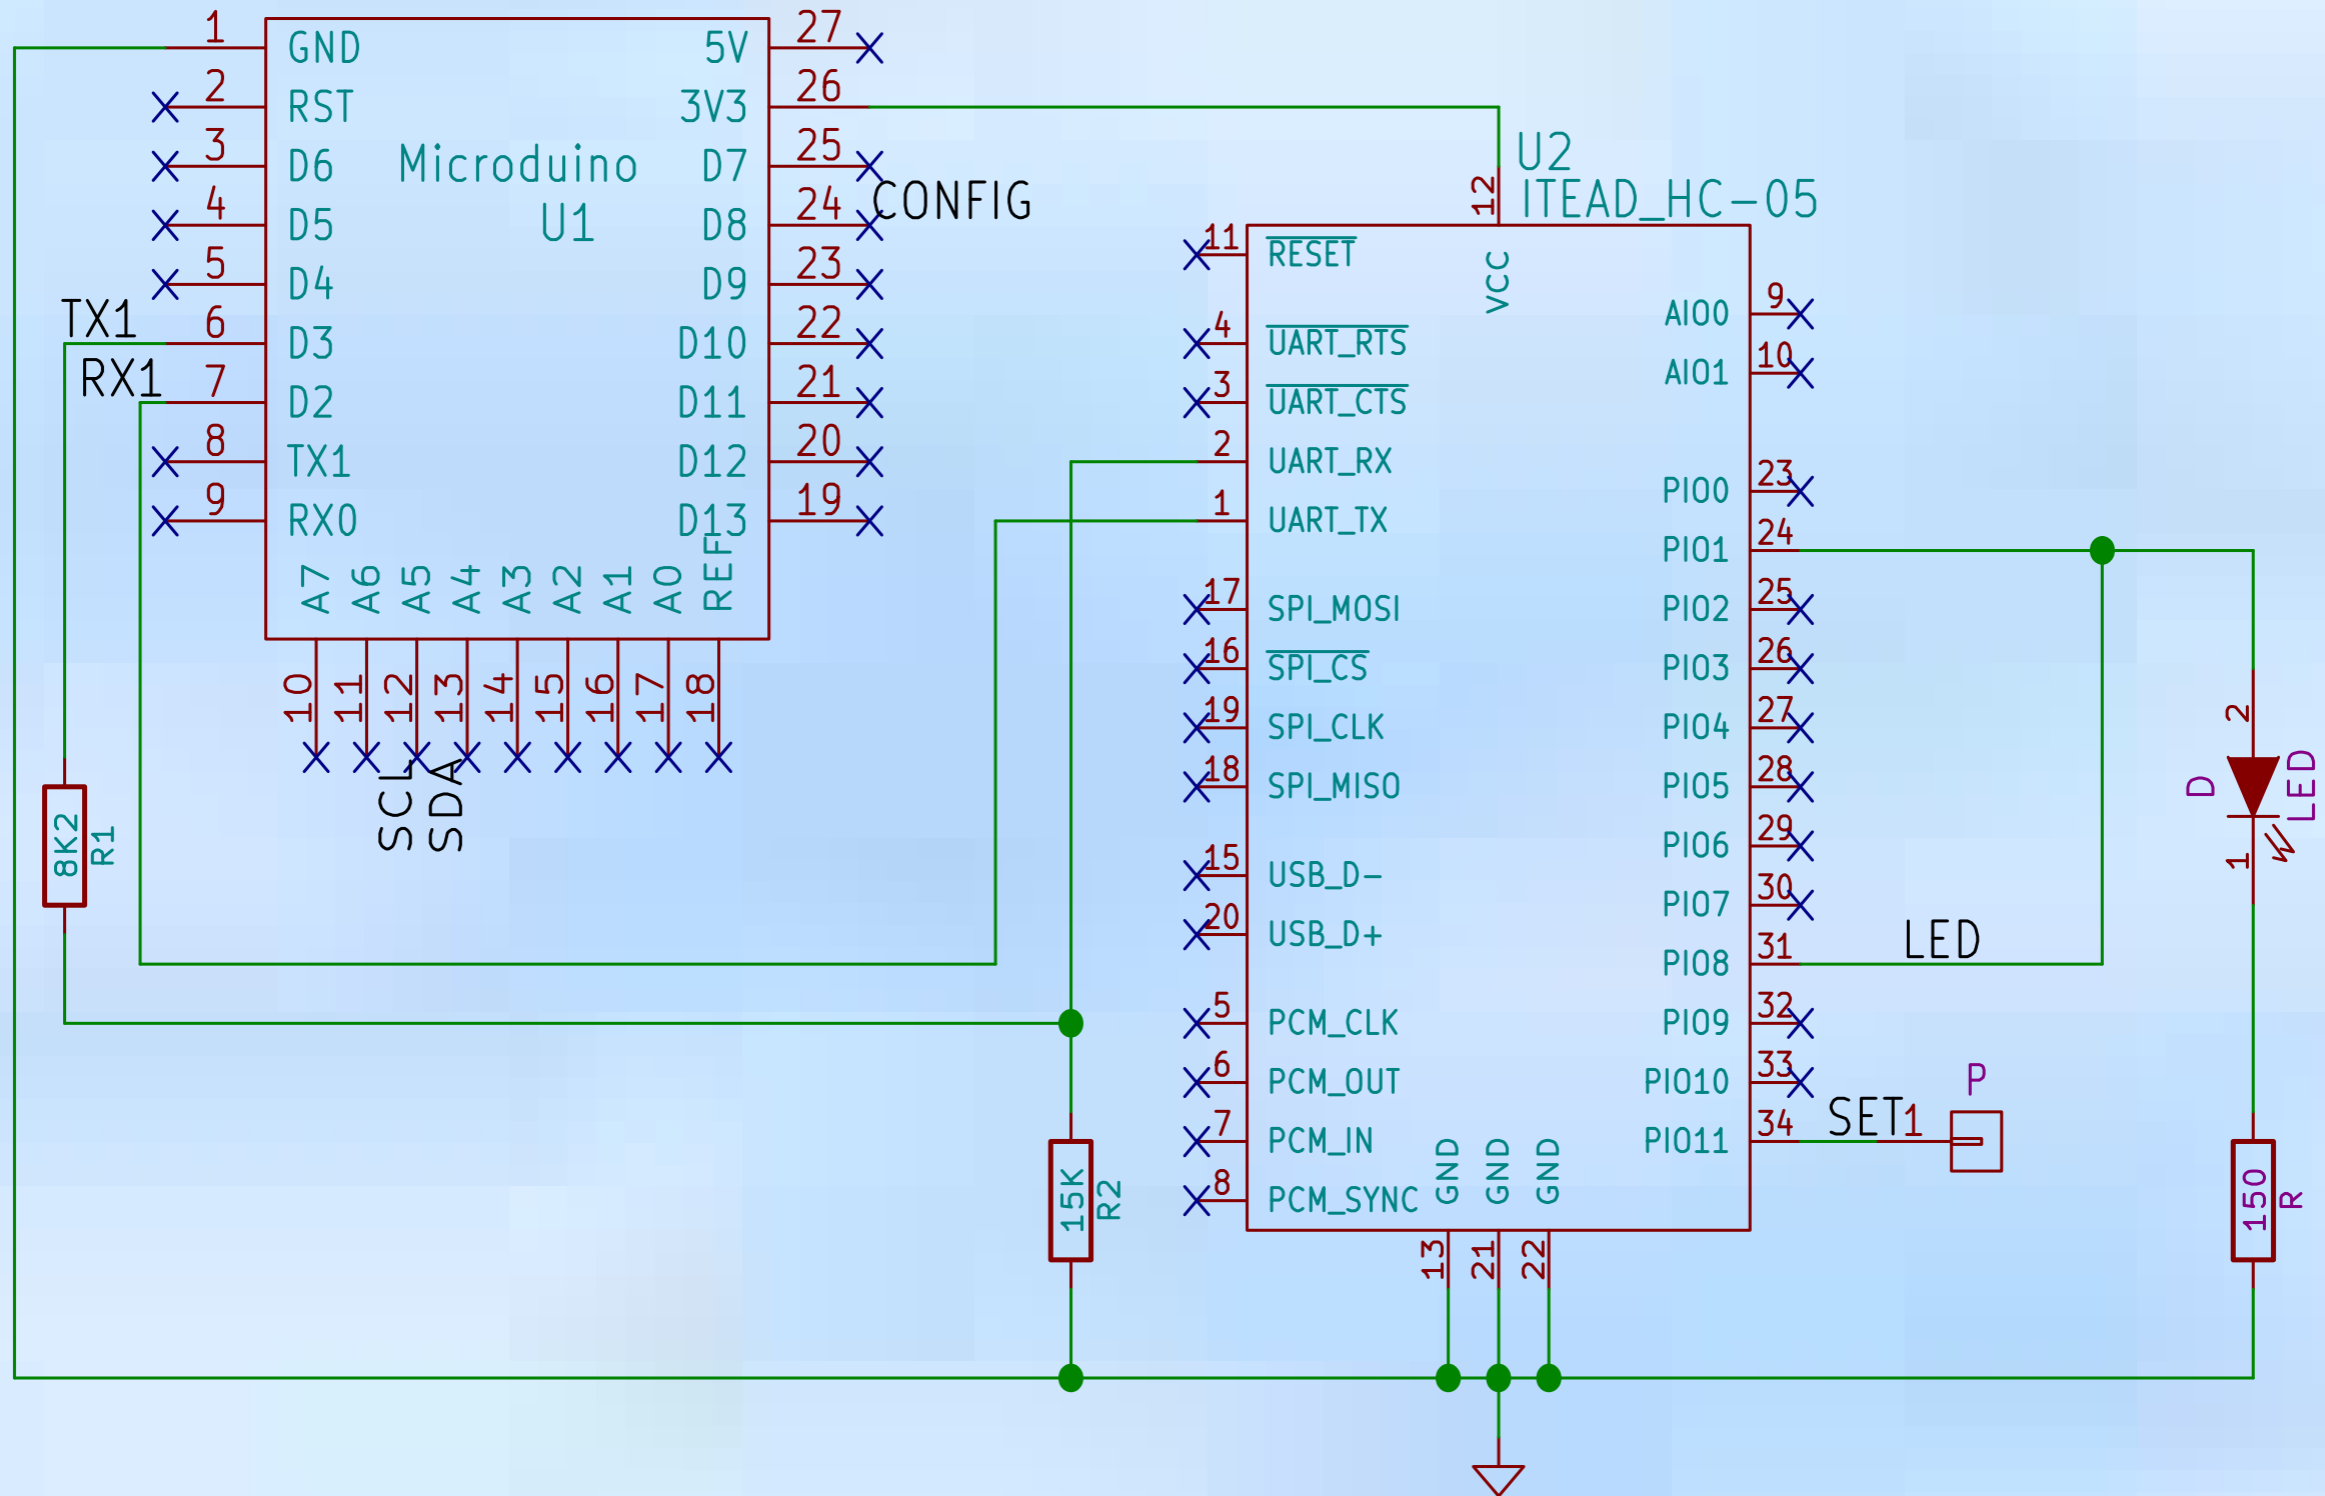 1 GND 5V 27
2 RST 3V3 26
3 D6 D7 25
4 D5 D8 24 CONFIG
5 D4 D9 23
TX1 6 D3 D10 22
RX1 7 D2 D11 21
8 TX1 D12 20
9 RX0 D13 19
Microduino
U1
A7 A6 A5 A4 A3 A2 A1 A0 REF
10 11 12 13 14 15 16 17 18
SCL SDA
8K2 R1
15K R2
U2
ITEAD_HC-05
12
VCC
11 RESET
4 UART_RTS
3 UART_CTS
2 UART_RX
1 UART_TX
17 SPI_MOSI
16 SPI_CS
19 SPI_CLK
18 SPI_MISO
15 USB_D-
20 USB_D+
5 PCM_CLK
6 PCM_OUT
7 PCM_IN
8 PCM_SYNC
AIO0 9
AIO1 10
PIO0 23
PIO1 24
PIO2 25
PIO3 26
PIO4 27
PIO5 28
PIO6 29
PIO7 30
PIO8 31 LED
PIO9 32
PIO10 33
PIO11 34 SET 1
P
GND GND GND
13 21 22
2
D LED
1
150 R